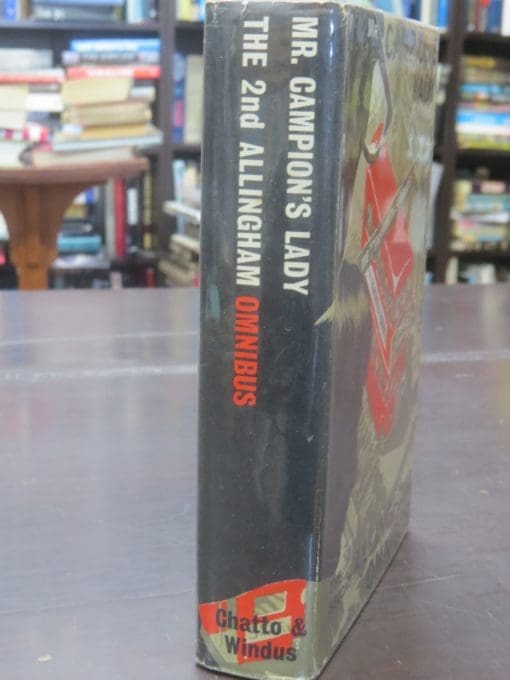 MR. CAMPION'S LADY
THE 2nd ALLINGHAM OMNIBUS
Chatto &
Windus